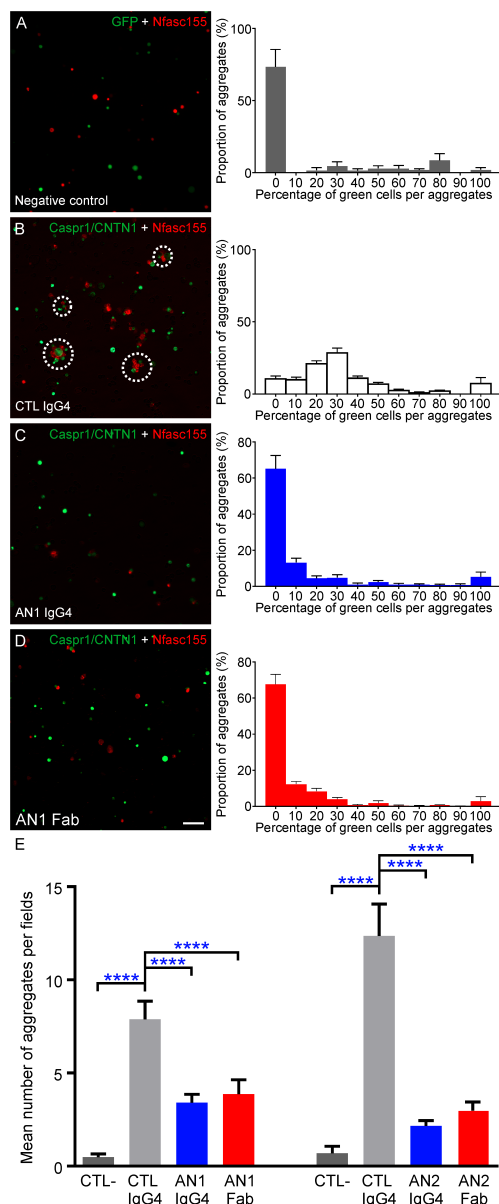 A
GFP + Nfasc155
Negative control
Proportion of aggregates (%)
100
50
0
0 10 20 30 40 50 60 70 80 100
Percentage of green cells per aggregates
B
Caspr1/CNTN1 + Nfasc155
CTL IgG4
Proportion of aggregates (%)
100
50
0
0 10 20 30 40 50 60 70 80 100
Percentage of green cells per aggregates
C
Caspr1/CNTN1 + Nfasc155
AN1 IgG4
Proportion of aggregates (%)
80
60
40
20
0
0 10 20 30 40 50 60 70 80 90 100
Percentage of green cells per aggregates
D
Caspr1/CNTN1 + Nfasc155
AN1 Fab
Proportion of aggregates (%)
80
60
40
20
0
0 10 20 30 40 50 60 70 80 90 100
Percentage of green cells per aggregates
E
Mean number of aggregates per fields
15
10
5
0
**** **** ****
**** **** ****
CTL- CTL AN1 AN1 CTL- CTL AN2 AN2
IgG4 IgG4 Fab IgG4 IgG4 Fab